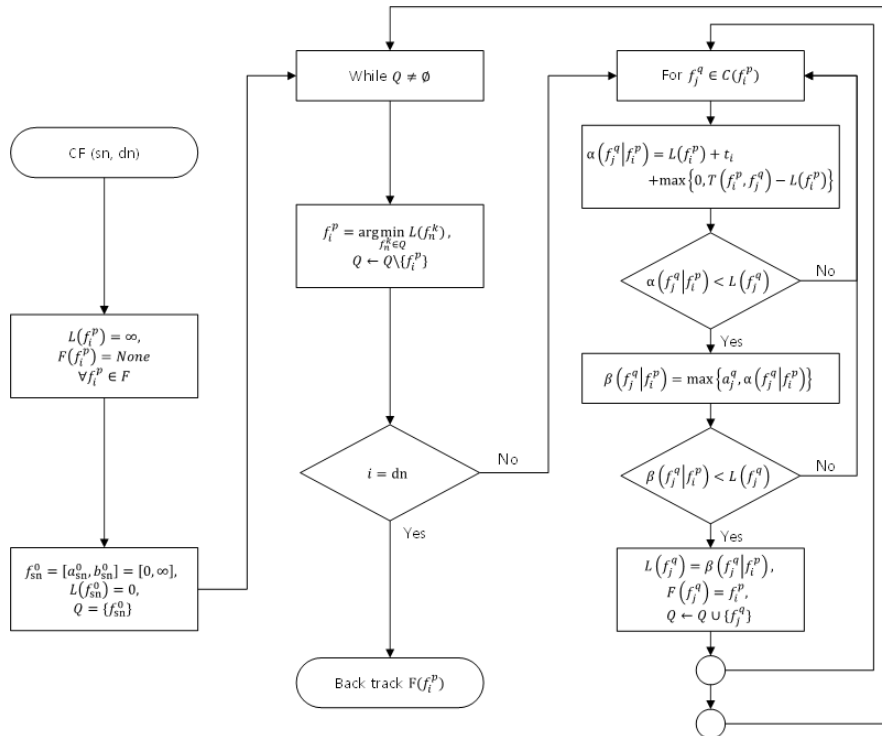 CF (sn, dn)
L(f_i^p) = ∞,
F(f_i^p) = None
∀f_i^p ∈ F
f_sn^0 = [a_sn^0, b_sn^0] = [0, ∞],
L(f_sn^0) = 0,
Q = {f_sn^0}
While Q ≠ ∅
f_i^p = argmin L(f_n^k),
f_n^k∈Q
Q ← Q\{f_i^p}
i = dn
No
Yes
Back track F(f_i^p)
For f_j^q ∈ C(f_i^p)
α(f_j^q|f_i^p) = L(f_i^p) + t_i
+max{0, T(f_i^p, f_j^q) − L(f_i^p)}
α(f_j^q|f_i^p) < L(f_j^q)
No
Yes
β(f_j^q|f_i^p) = max{a_j^q, α(f_j^q|f_i^p)}
β(f_j^q|f_i^p) < L(f_j^q)
No
Yes
L(f_j^q) = β(f_j^q|f_i^p),
F(f_j^q) = f_i^p,
Q ← Q ∪ {f_j^q}